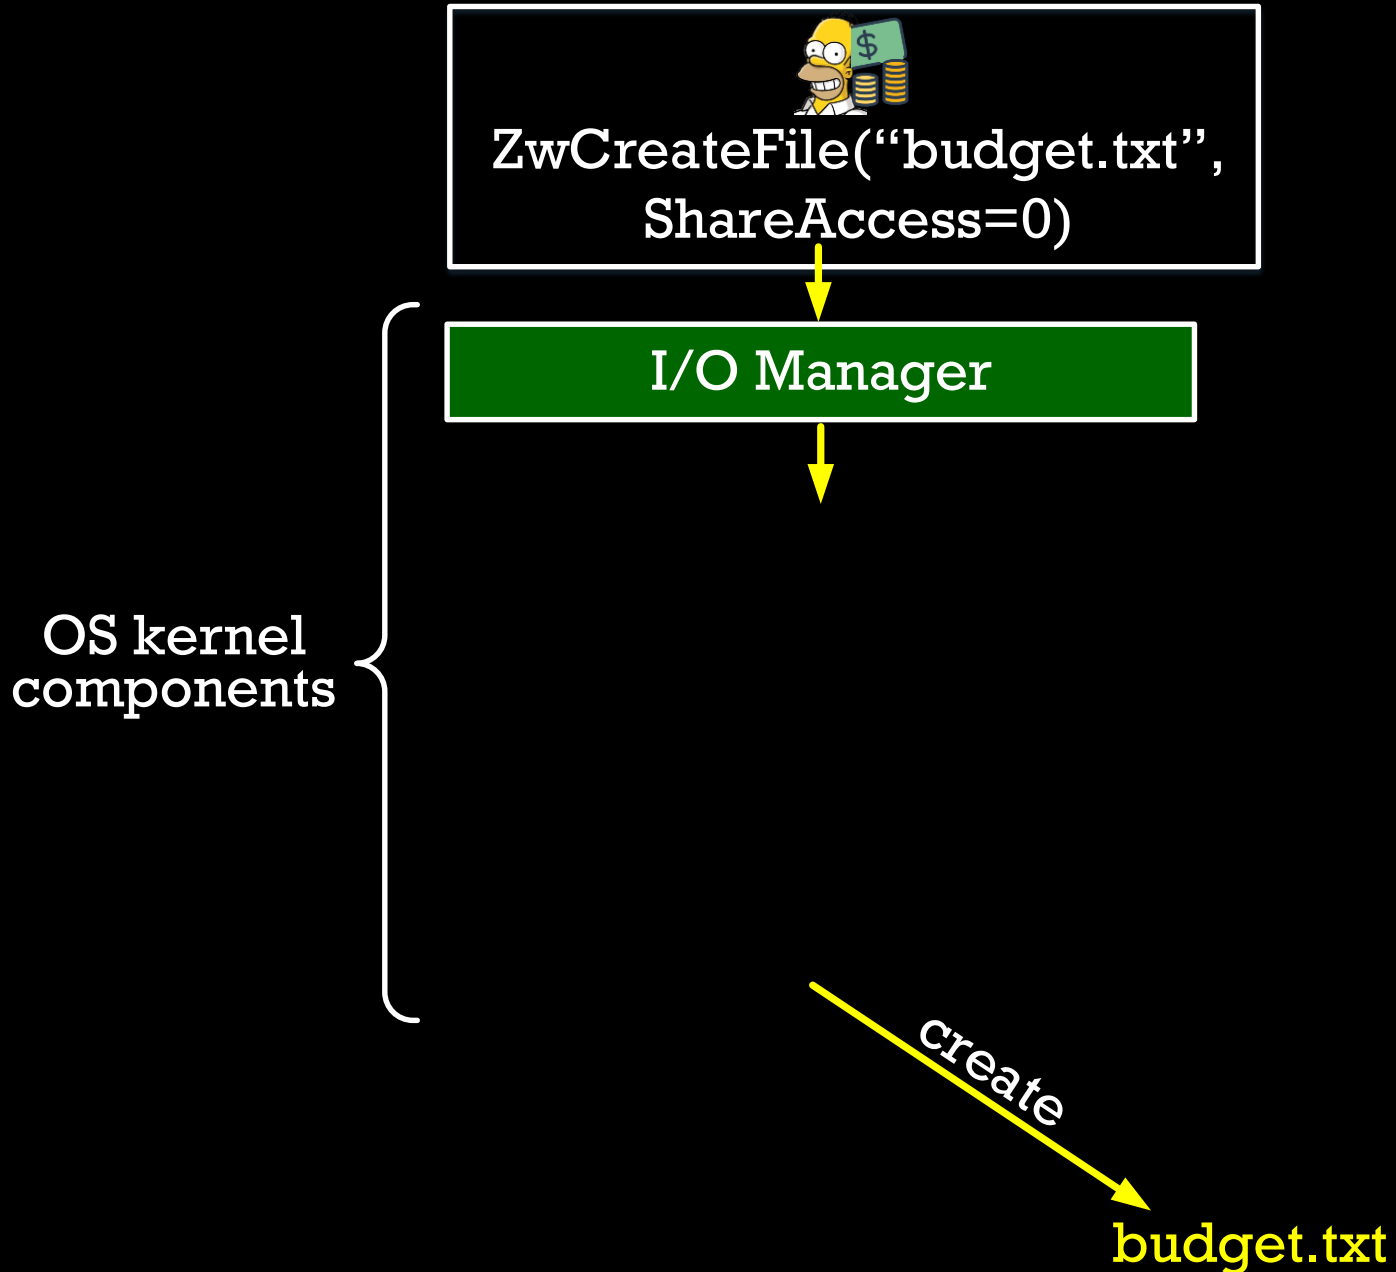 $
ZwCreateFile(“budget.txt”,
ShareAccess=0)
I/O Manager
OS kernel
components
create
budget.txt